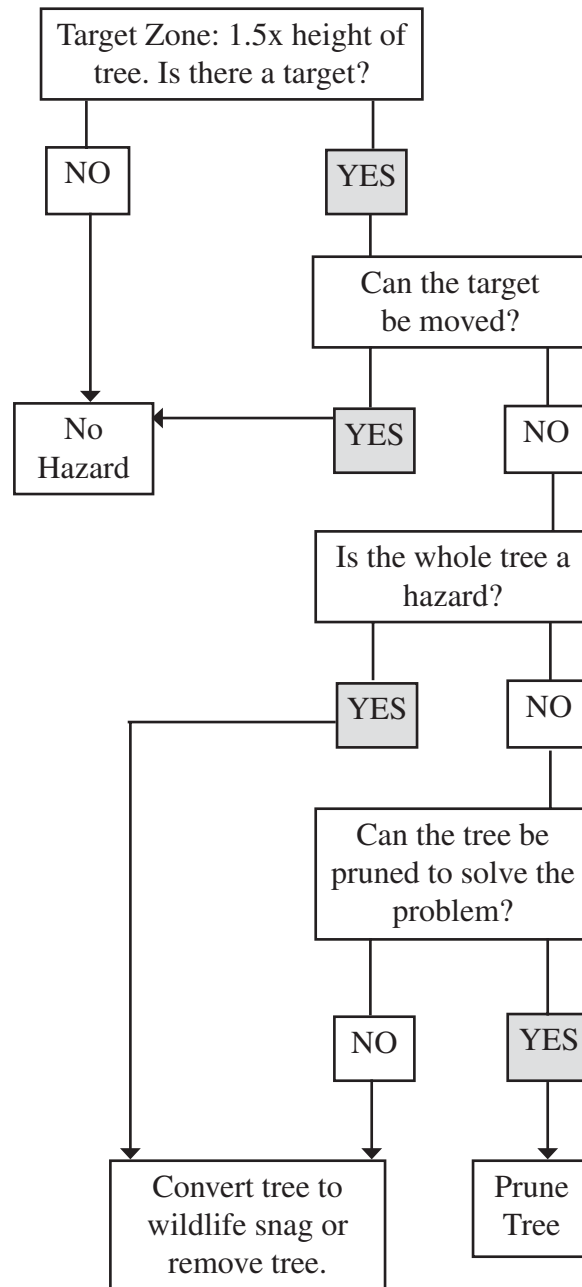 Target Zone: 1.5x height of
tree. Is there a target?
NO
YES
Can the target
be moved?
No
Hazard
YES
NO
Is the whole tree a
hazard?
YES
NO
Can the tree be
pruned to solve the
problem?
NO
YES
Convert tree to
wildlife snag or
remove tree.
Prune
Tree